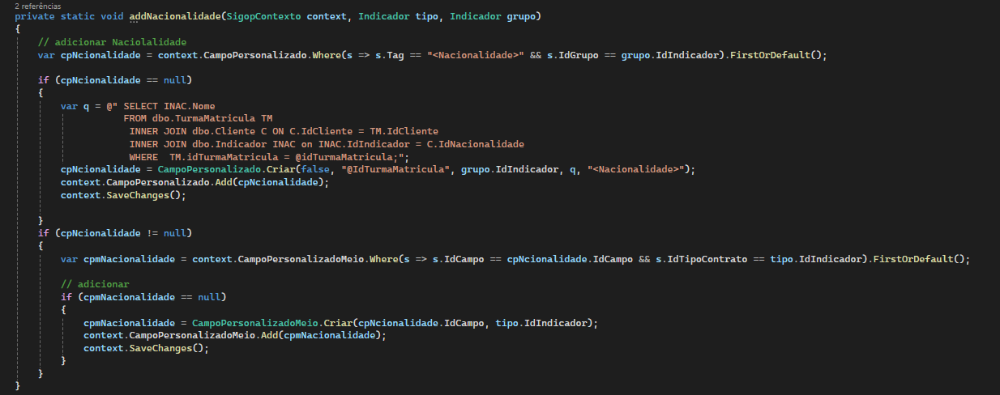 2 referências
private static void addNacionalidade(SigopContexto context, Indicador tipo, Indicador grupo)
{
// adicionar Naciolalidade
var cpNcionalidade = context.CampoPersonalizado.Where(s => s.Tag == "<Nacionalidade>" && s.IdGrupo == grupo.IdIndicador).FirstOrDefault();
if (cpNcionalidade == null)
{
var q = @" SELECT INAC.Nome
FROM dbo.TurmaMatricula TM
INNER JOIN dbo.Cliente C ON C.IdCliente = TM.IdCliente
INNER JOIN dbo.Indicador INAC on INAC.IdIndicador = C.IdNacionalidade
WHERE  TM.idTurmaMatricula = @idTurmaMatricula;";
cpNcionalidade = CampoPersonalizado.Criar(false, "@IdTurmaMatricula", grupo.IdIndicador, q, "<Nacionalidade>");
context.CampoPersonalizado.Add(cpNcionalidade);
context.SaveChanges();
}
if (cpNcionalidade != null)
{
var cpmNacionalidade = context.CampoPersonalizadoMeio.Where(s => s.IdCampo == cpNcionalidade.IdCampo && s.IdTipoContrato == tipo.IdIndicador).FirstOrDefault();
// adicionar
if (cpmNacionalidade == null)
{
cpmNacionalidade = CampoPersonalizadoMeio.Criar(cpNcionalidade.IdCampo, tipo.IdIndicador);
context.CampoPersonalizadoMeio.Add(cpmNacionalidade);
context.SaveChanges();
}
}
}